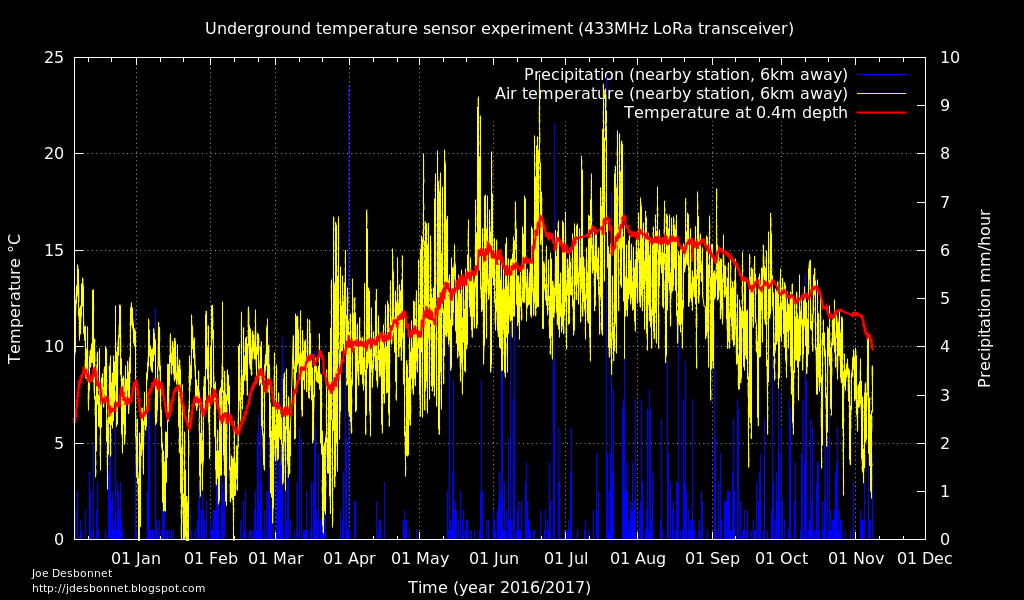 Underground temperature sensor experiment (433MHz LoRa transceiver)
Precipitation (nearby station, 6km away)
Air temperature (nearby station, 6km away)
Temperature at 0.4m depth
Temperature °C
25
20
15
10
5
0
10
9
8
7
6
5
4
3
2
1
0
Precipitation mm/hour
01 Jan 01 Feb 01 Mar 01 Apr 01 May 01 Jun 01 Jul 01 Aug 01 Sep 01 Oct 01 Nov 01 Dec
Time (year 2016/2017)
Joe Desbonnet
http://jdesbonnet.blogspot.com